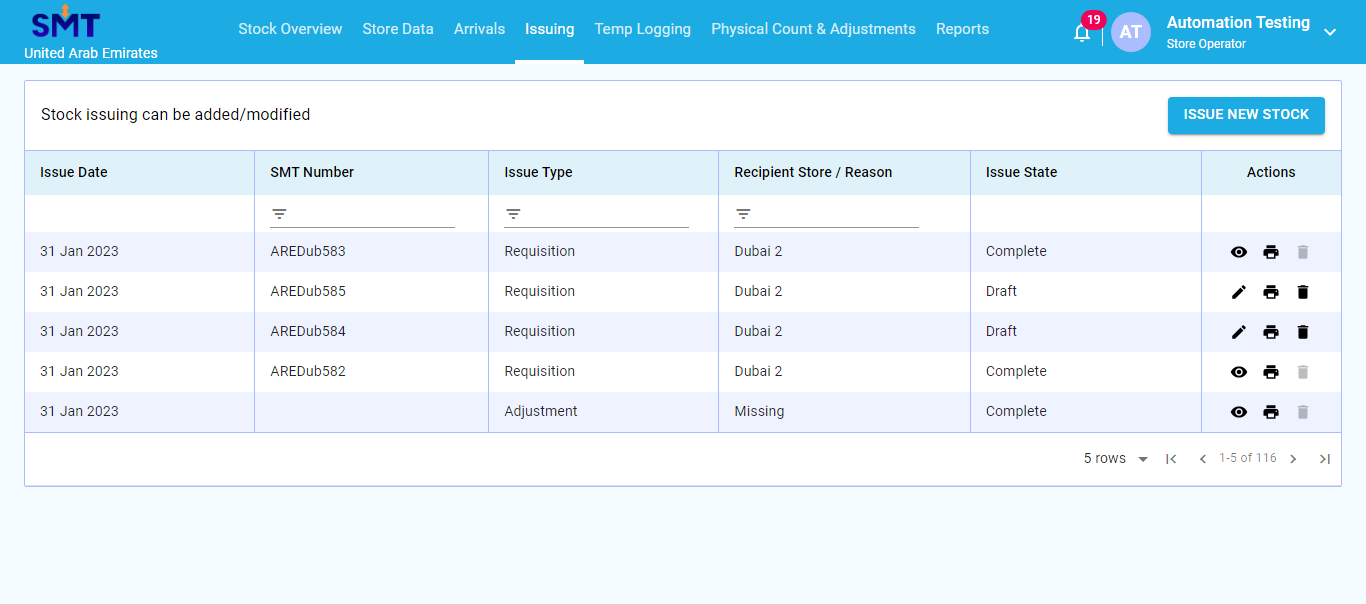 SMT
United Arab Emirates
Stock Overview Store Data Arrivals Issuing Temp Logging Physical Count & Adjustments Reports
19
AT
Automation Testing
Store Operator
Stock issuing can be added/modified
ISSUE NEW STOCK
Issue Date SMT Number Issue Type Recipient Store / Reason Issue State Actions
31 Jan 2023 AREDub583 Requisition Dubai 2 Complete
31 Jan 2023 AREDub585 Requisition Dubai 2 Draft
31 Jan 2023 AREDub584 Requisition Dubai 2 Draft
31 Jan 2023 AREDub582 Requisition Dubai 2 Complete
31 Jan 2023 Adjustment Missing Complete
5 rows 1-5 of 116